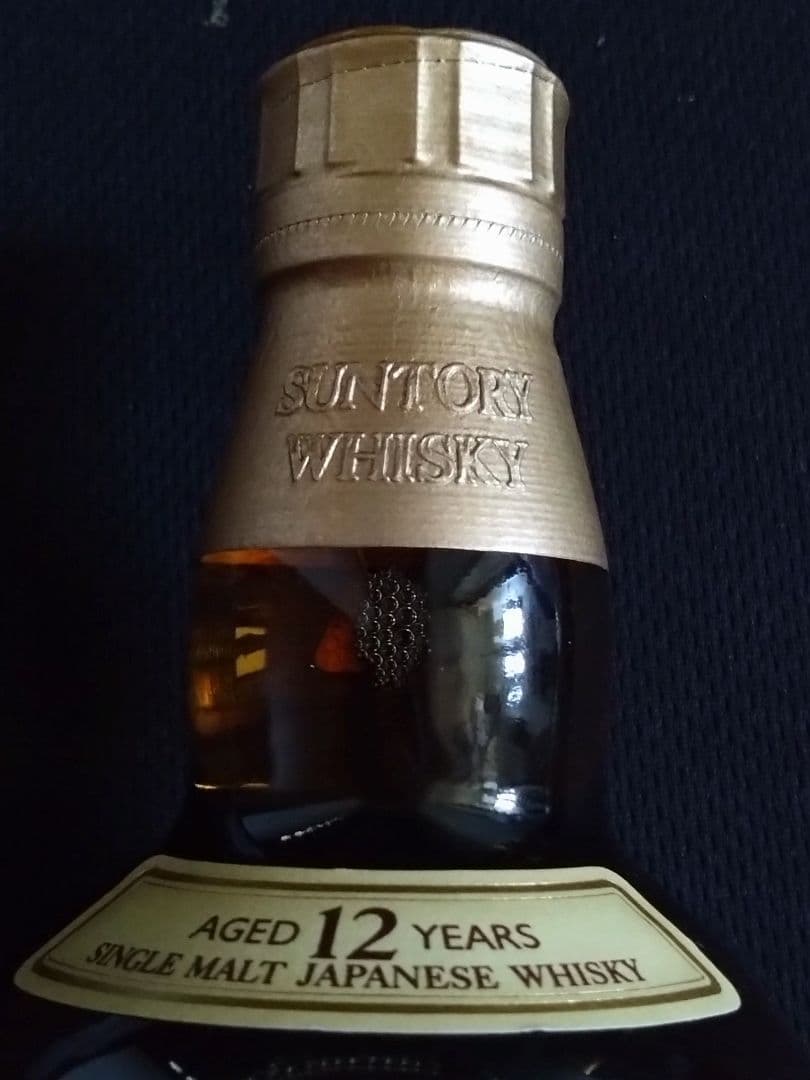 SUNTORY
WHISKY
AGED 12 YEARS
SINGLE MALT JAPANESE WHISKY